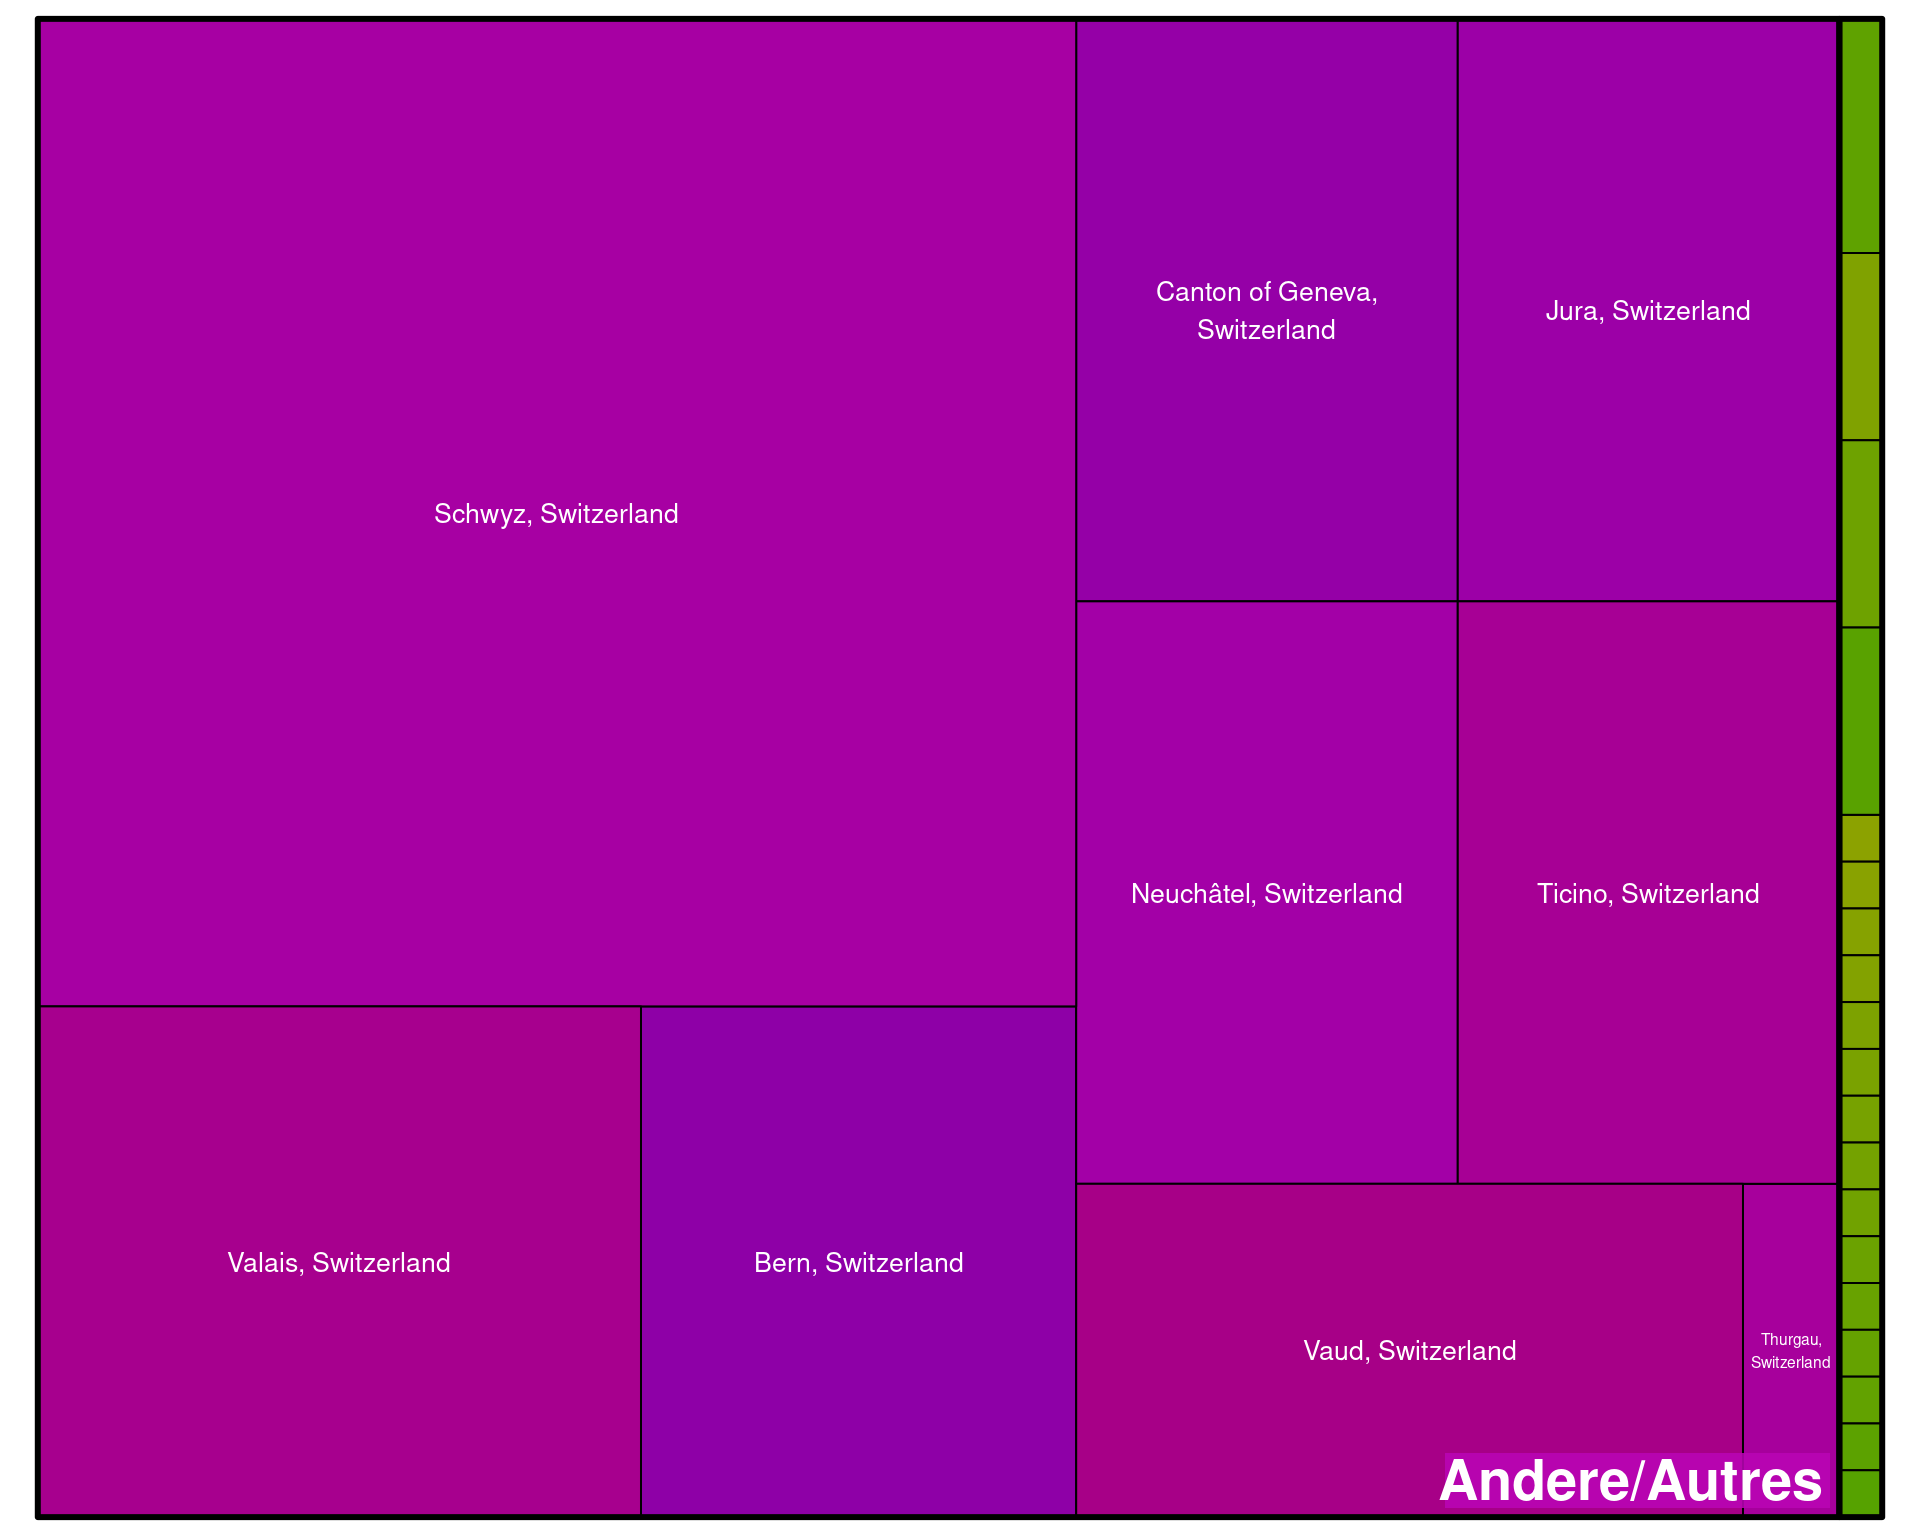 Schwyz, Switzerland
Canton of Geneva,
Switzerland
Jura, Switzerland
Neuchâtel, Switzerland
Ticino, Switzerland
Valais, Switzerland
Bern, Switzerland
Vaud, Switzerland
Thurgau,
Switzerland
Andere/Autres